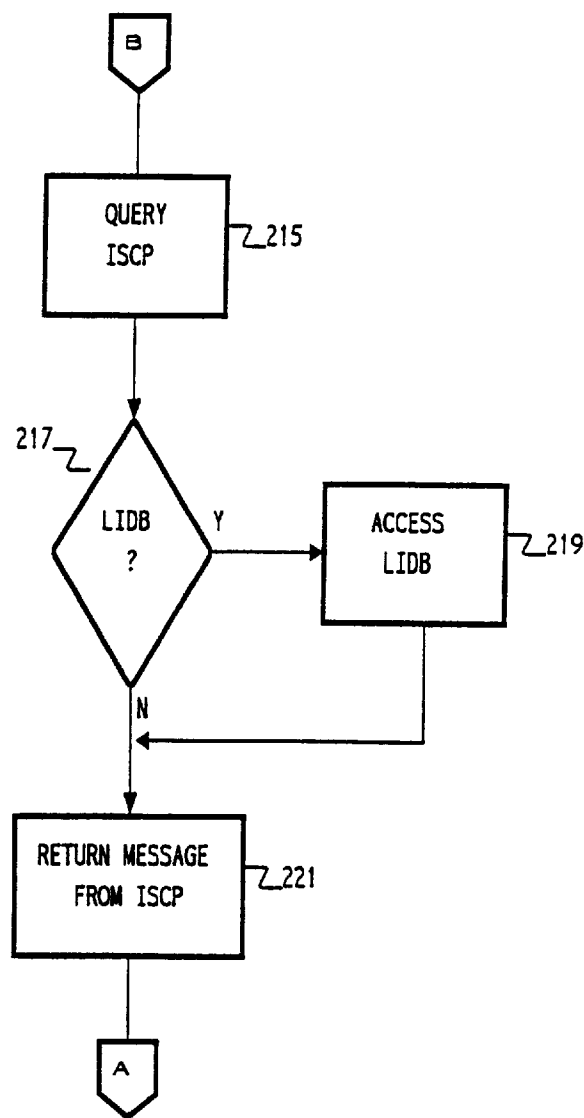 B
QUERY
ISCP
215
217
LIDB
?
Y
ACCESS
LIDB
219
N
RETURN MESSAGE
FROM ISCP
221
A